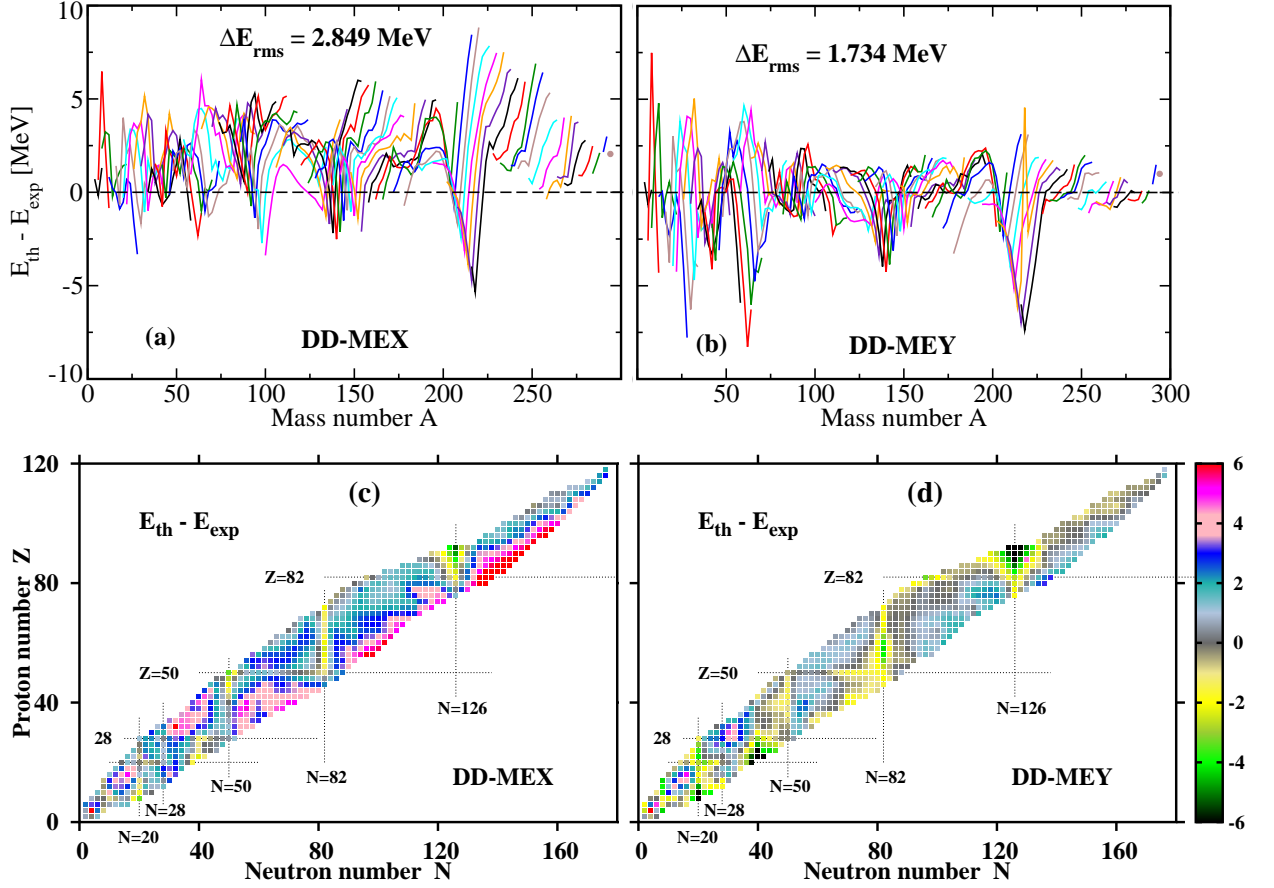 10
5
0
-5
-10
E_th - E_exp [MeV]
ΔE_rms = 2.849 MeV
(a)
DD-MEX
0 50 100 150 200 250
Mass number A
ΔE_rms = 1.734 MeV
(b)
DD-MEY
50 100 150 200 250 300
Mass number A
120
80
40
0
Proton number Z
(c)
E_th - E_exp
Z=82
Z=50
28
N=126
N=82
N=50
N=28
N=20
DD-MEX
0 40 80 120 160
Neutron number N
(d)
E_th - E_exp
Z=82
Z=50
28
N=126
N=82
N=50
N=28
N=20
DD-MEY
0 40 80 120 160
Neutron number N
6
4
2
0
-2
-4
-6